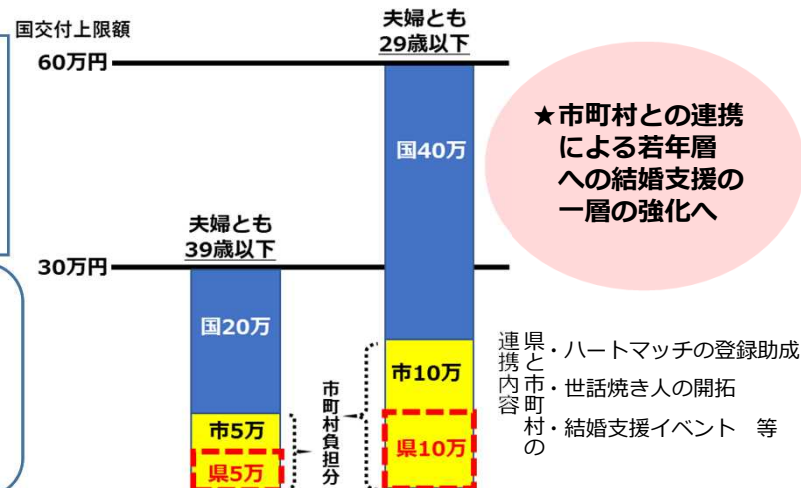 国交付上限額
60万円
30万円
夫婦とも
39歳以下
国20万
市5万
県5万
市町村負担分
夫婦とも
29歳以下
国40万
市10万
県10万
★市町村との連携
による若年層
への結婚支援の
一層の強化へ
県と市町村の
連携内容
・ハートマッチの登録助成
・世話焼き人の開拓
・結婚支援イベント　等